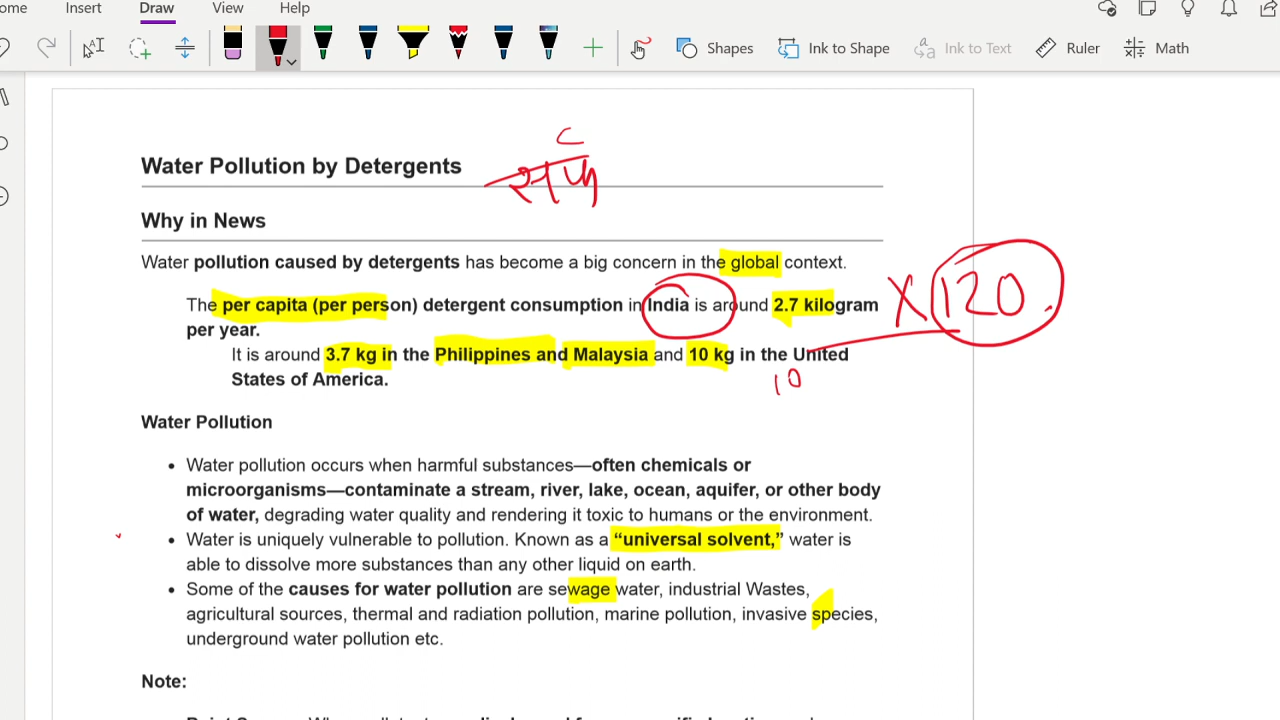 ome Insert Draw View Help
Shapes Ink to Shape Ink to Text Ruler Math
Water Pollution by Detergents
Why in News
Water pollution caused by detergents has become a big concern in the global context.
The per capita (per person) detergent consumption in India is around 2.7 kilogram
X 120
per year.
It is around 3.7 kg in the Philippines and Malaysia and 10 kg in the United
States of America.
10
Water Pollution
• Water pollution occurs when harmful substances—often chemicals or
microorganisms—contaminate a stream, river, lake, ocean, aquifer, or other body
of water, degrading water quality and rendering it toxic to humans or the environment.
• Water is uniquely vulnerable to pollution. Known as a “universal solvent,” water is
able to dissolve more substances than any other liquid on earth.
• Some of the causes for water pollution are sewage water, industrial Wastes,
agricultural sources, thermal and radiation pollution, marine pollution, invasive species,
underground water pollution etc.
Note: